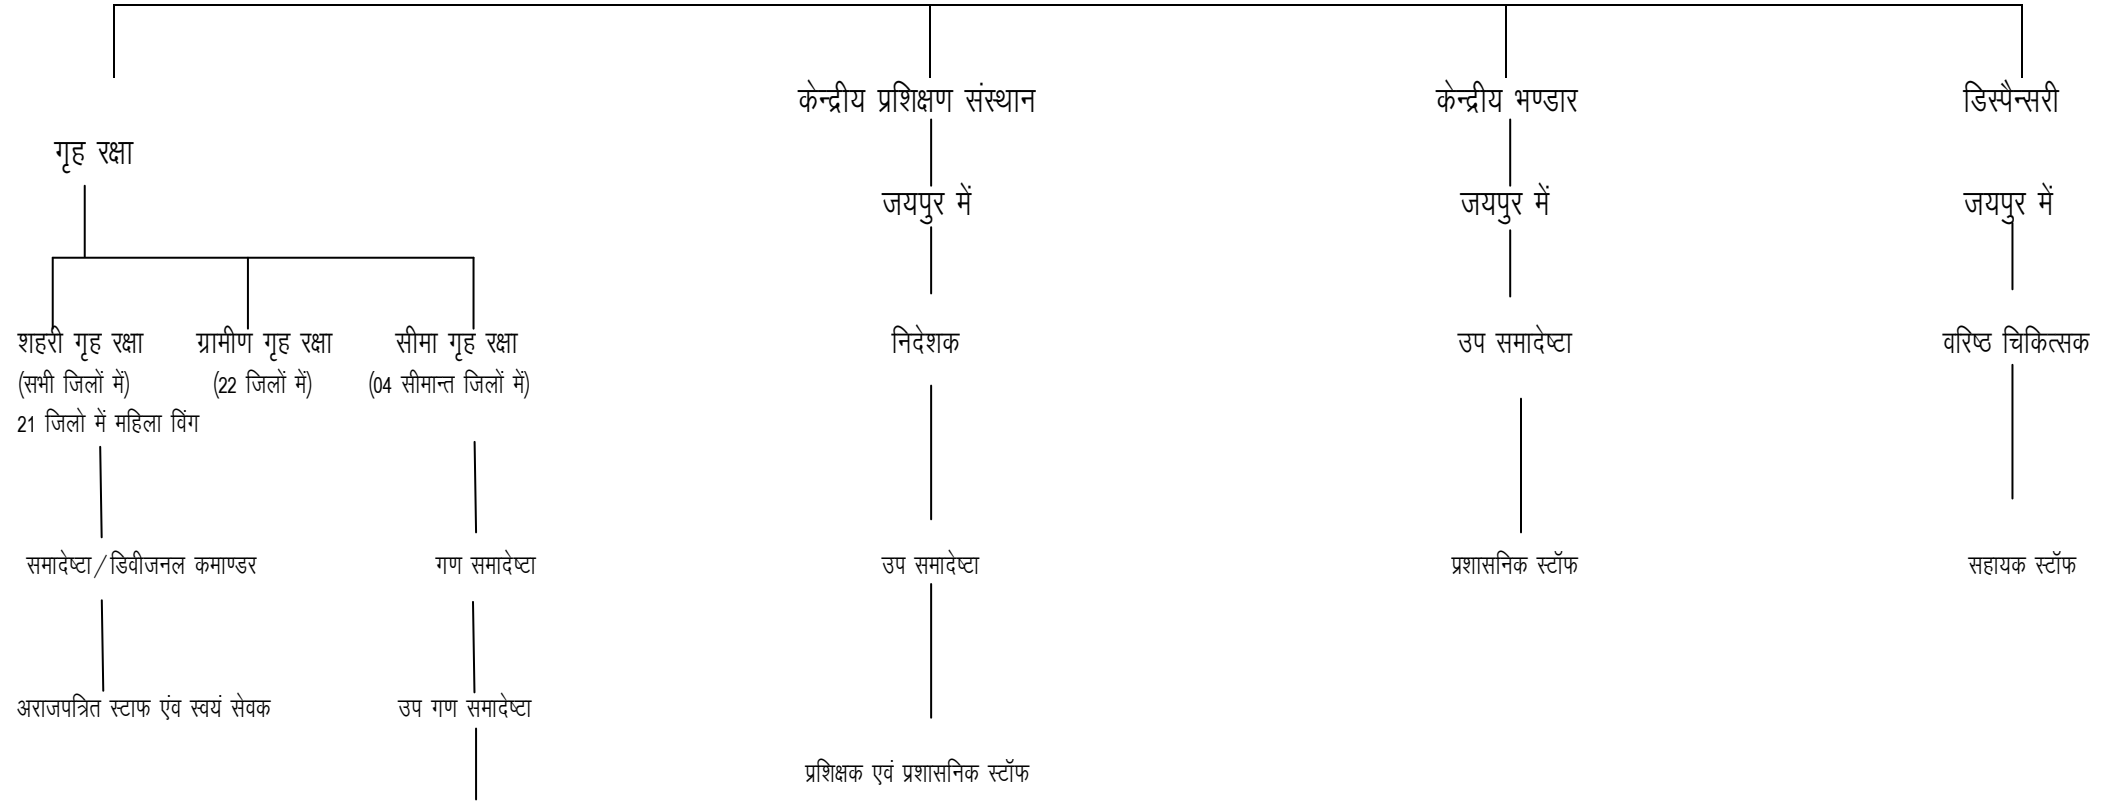 केन्द्रीय प्रशिक्षण संस्थान
केन्द्रीय भण्डार
डिस्पैन्सरी
गृह रक्षा
जयपुर में
जयपुर में
जयपुर में
शहरी गृह रक्षा
ग्रामीण गृह रक्षा
सीमा गृह रक्षा
निदेशक
उप समादेष्टा
वरिष्ठ चिकित्सक
(सभी जिलों में)
(22 जिलों में)
(04 सीमान्त जिलों में)
21 जिलो में महिला विंग
समादेष्टा/डिवीजनल कमाण्डर
गण समादेष्टा
उप समादेष्टा
प्रशासनिक स्टॉफ
सहायक स्टॉफ
अराजपत्रित स्टाफ एंव स्वयं सेवक
उप गण समादेष्टा
प्रशिक्षक एवं प्रशासनिक स्टॉफ